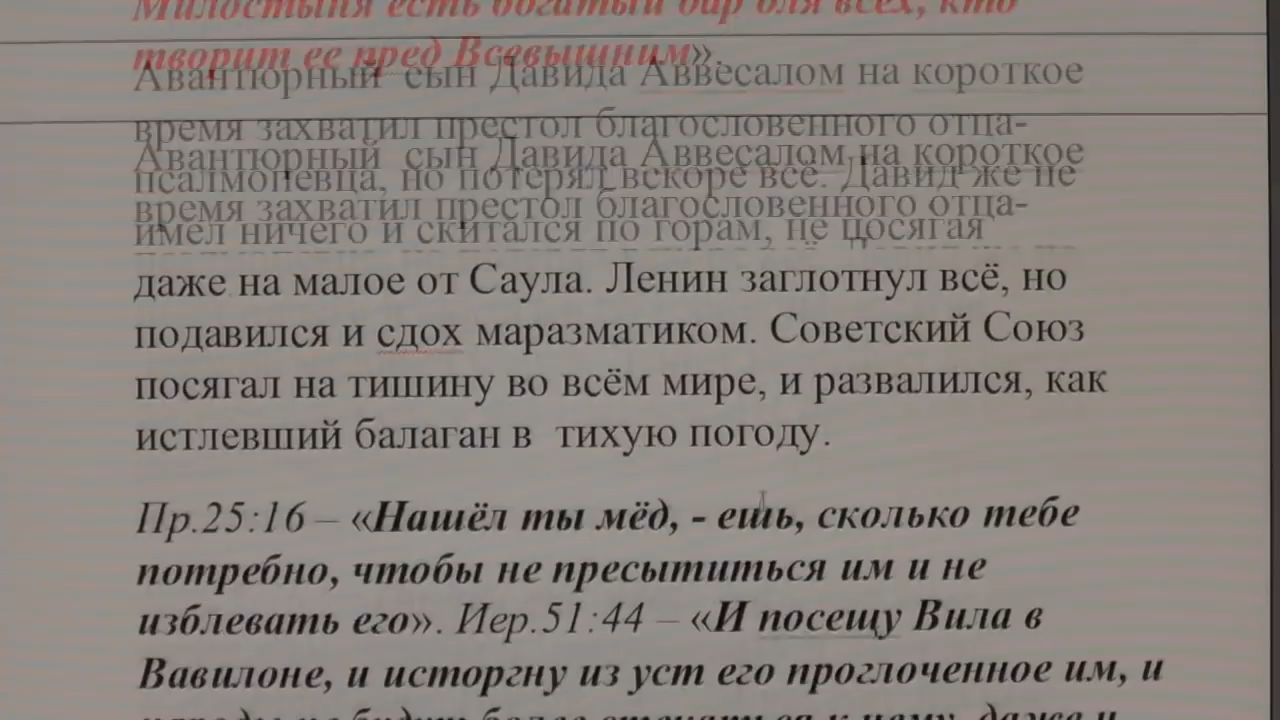 Милостыня есть богатый дар для всех, кто
творит ее пред Всевышним».
Авантюрный сын Давида Аввесалом на короткое
время захватил престол благословенного отца-
Авантюрный сын Давида Аввесалом на короткое
псалмопевца, но потерял вскоре всё. Давид же не
время захватил престол благословенного отца-
имел ничего и скитался по горам, не посягая
даже на малое от Саула. Ленин заглотнул всё, но
подавился и сдох маразматиком. Советский Союз
посягал на тишину во всём мире, и развалился, как
истлевший балаган в тихую погоду.
Пр.25:16 – «Нашёл ты мёд, - ешь, сколько тебе
потребно, чтобы не пресытиться им и не
изблевать его». Иер.51:44 – «И посещу Вила в
Вавилоне, и исторгну из уст его проглоченное им, и